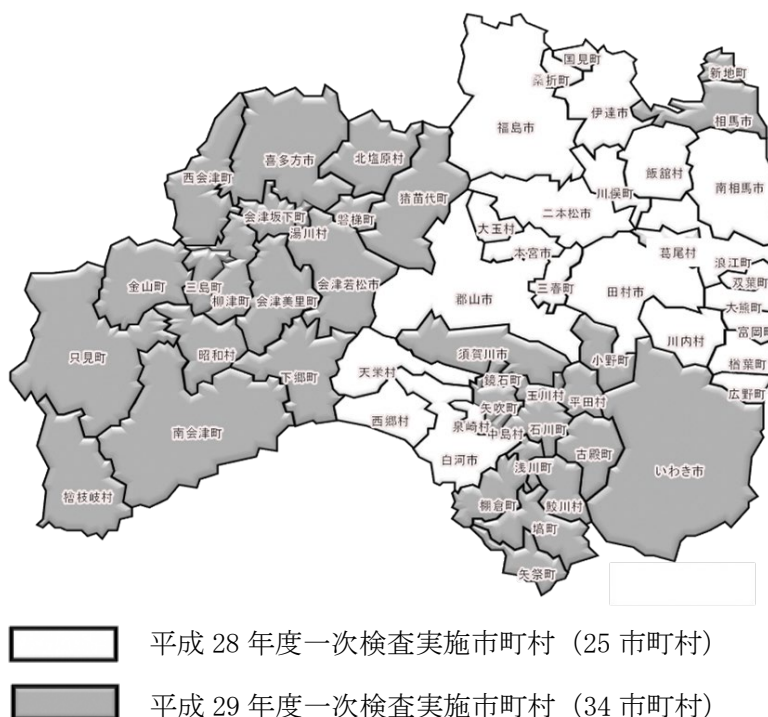 国見町
桑折町
新地町
福島市
伊達市
相馬市
喜多方市
北塩原村
飯舘村
西会津町
猪苗代町
川俣町
南相馬市
会津坂下町
磐梯町
二本松市
湯川村
大玉村
本宮市
葛尾村
浪江町
金山町
三島町
会津若松市
柳津町
会津美里町
郡山市
三春町
田村市
双葉町
大熊町
只見町
昭和村
須賀川市
小野町
川内村
富岡町
下郷町
天栄村
鏡石町
玉川村
平田村
楢葉町
広野町
南会津町
西郷村
矢吹町
泉崎村
中島村
石川町
白河市
浅川町
古殿町
いわき市
檜枝岐村
棚倉町
鮫川村
塙町
矢祭町
平成 28 年度一次検査実施市町村（25 市町村）
平成 29 年度一次検査実施市町村（34 市町村）